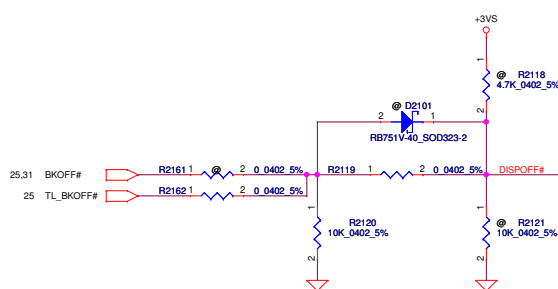 +3VS
1
@ R2118
4.7K_0402_5%
2
@ D2101
2 1
RB751V-40_SOD323-2
25,31 BKOFF# R2161 1 @ 2 0_0402_5% R2119 1 2 0_0402_5% DISPOFF#
25 TL_BKOFF# R2162 1 2 0_0402_5%
1 1
R2120 @ R2121
10K_0402_5% 10K_0402_5%
2 2